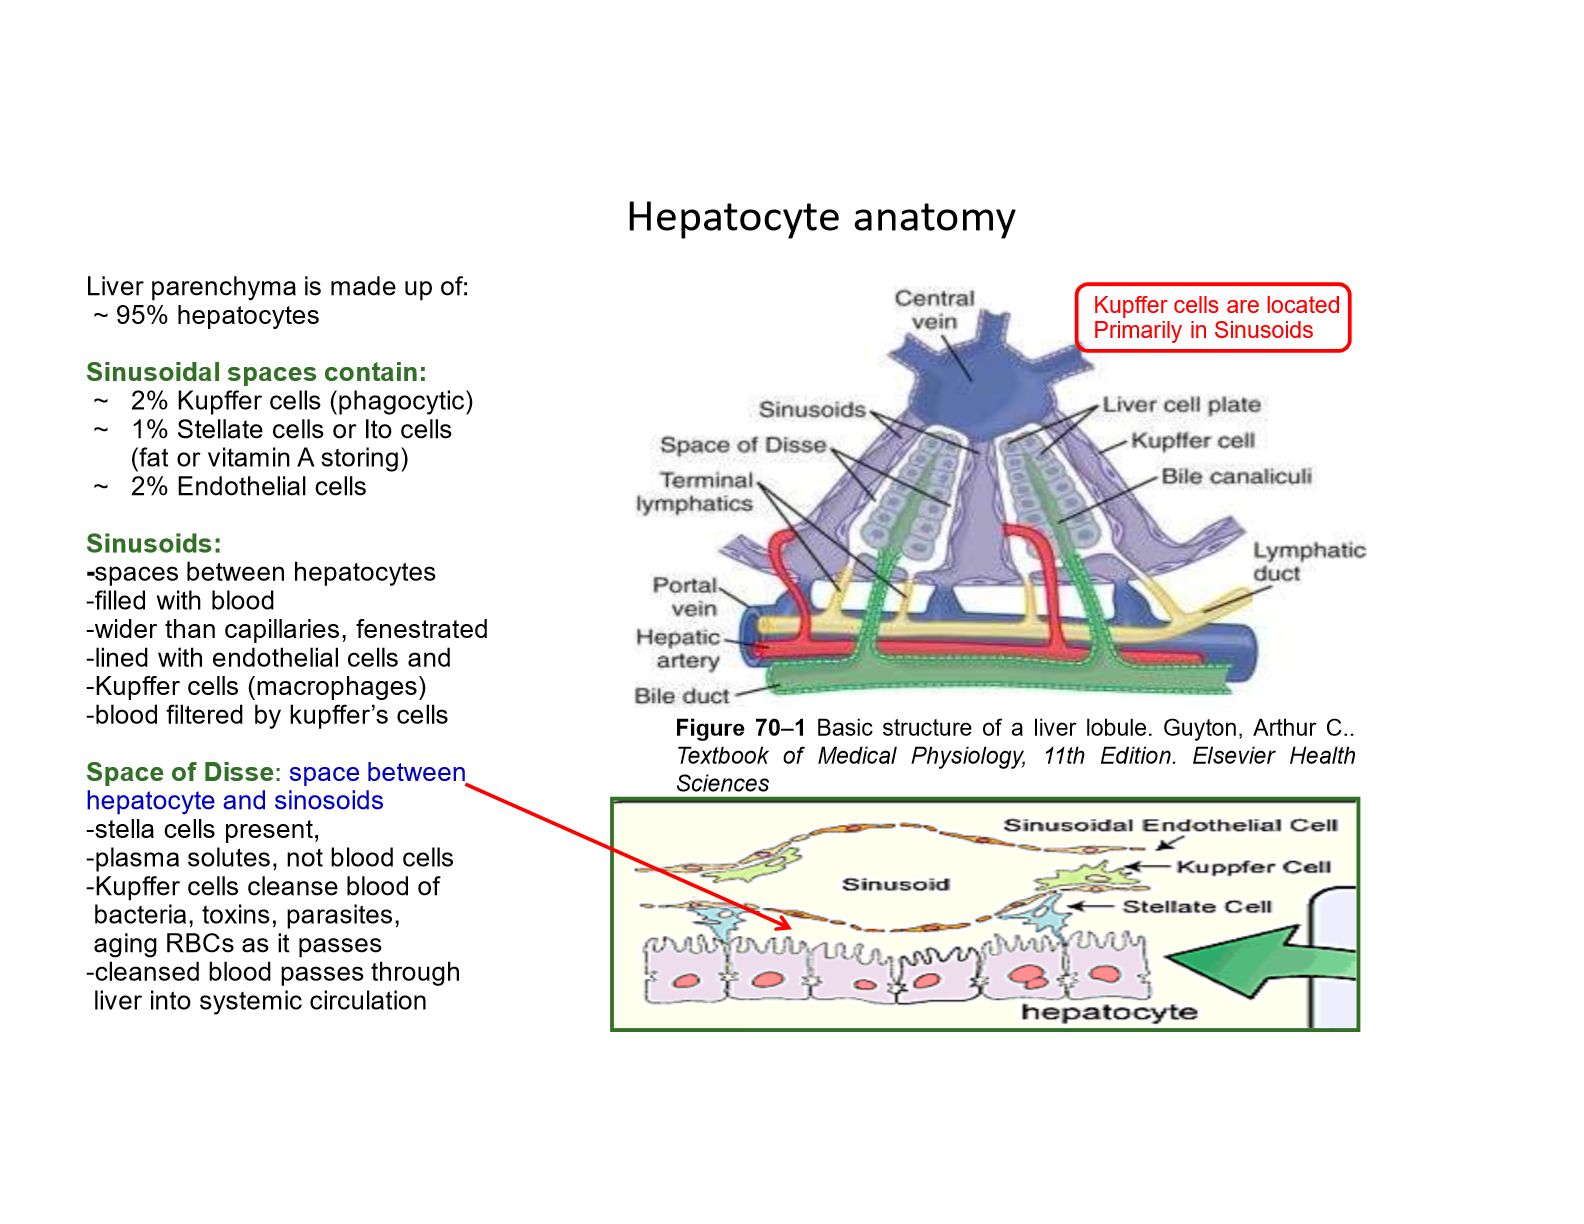 Hepatocyte anatomy
Liver parenchyma is made up of:
~ 95% hepatocytes
Sinusoidal spaces contain:
~ 2% Kupffer cells (phagocytic)
~ 1% Stellate cells or Ito cells
(fat or vitamin A storing)
~ 2% Endothelial cells
Sinusoids:
-spaces between hepatocytes
-filled with blood
-wider than capillaries, fenestrated
-lined with endothelial cells and
-Kupffer cells (macrophages)
-blood filtered by kupffer’s cells
Space of Disse: space between
hepatocyte and sinosoids
-stella cells present,
-plasma solutes, not blood cells
-Kupffer cells cleanse blood of
bacteria, toxins, parasites,
aging RBCs as it passes
-cleansed blood passes through
liver into systemic circulation
Kupffer cells are located
Primarily in Sinusoids
Central
vein
Sinusoids
Space of Disse
Terminal
lymphatics
Portal
vein
Hepatic
artery
Bile duct
Liver cell plate
Kupffer cell
Bile canaliculi
Lymphatic
duct
Figure 70–1 Basic structure of a liver lobule. Guyton, Arthur C..
Textbook of Medical Physiology, 11th Edition. Elsevier Health
Sciences
Sinusoidal Endothelial Cell
Kuppfer Cell
Sinusoid
Stellate Cell
hepatocyte